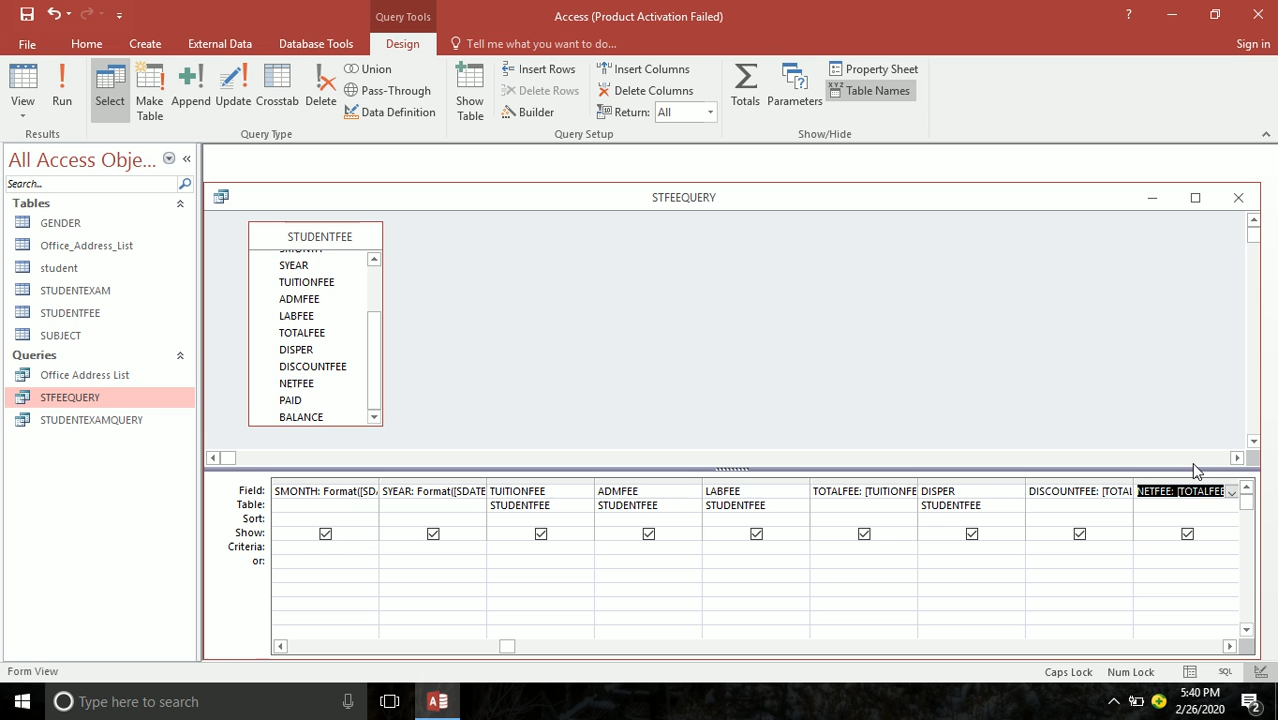 Query Tools
Access (Product Activation Failed)
?
File
Home
Create
External Data
Database Tools
Design
Tell me what you want to do...
Sign in
View
Run
Select
Make Table
Append
Update
Crosstab
Delete
Union
Pass-Through
Data Definition
Show Table
Insert Rows
Delete Rows
Builder
Insert Columns
Delete Columns
Return: All
Totals
Parameters
Property Sheet
Table Names
Results
Query Type
Query Setup
Show/Hide
All Access Obje...
Search...
Tables
GENDER
Office_Address_List
student
STUDENTEXAM
STUDENTFEE
SUBJECT
Queries
Office Address List
STFEEQUERY
STUDENTEXAMQUERY
STFEEQUERY
STUDENTFEE
SMONTH
SYEAR
TUITIONFEE
ADMFEE
LABFEE
TOTALFEE
DISPER
DISCOUNTFEE
NETFEE
PAID
BALANCE
Field: SMONTH: Format([SDA SYEAR: Format([SDATE TUITIONFEE ADMFEE LABFEE TOTALFEE: [TUITIONFE DISPER DISCOUNTFEE: [TOTAL NETFEE: [TOTALFEE
Table: STUDENTFEE STUDENTFEE STUDENTFEE STUDENTFEE
Sort:
Show:
Criteria:
or:
Form View
Caps Lock
Num Lock
SQL
Type here to search
5:40 PM
2/26/2020
2